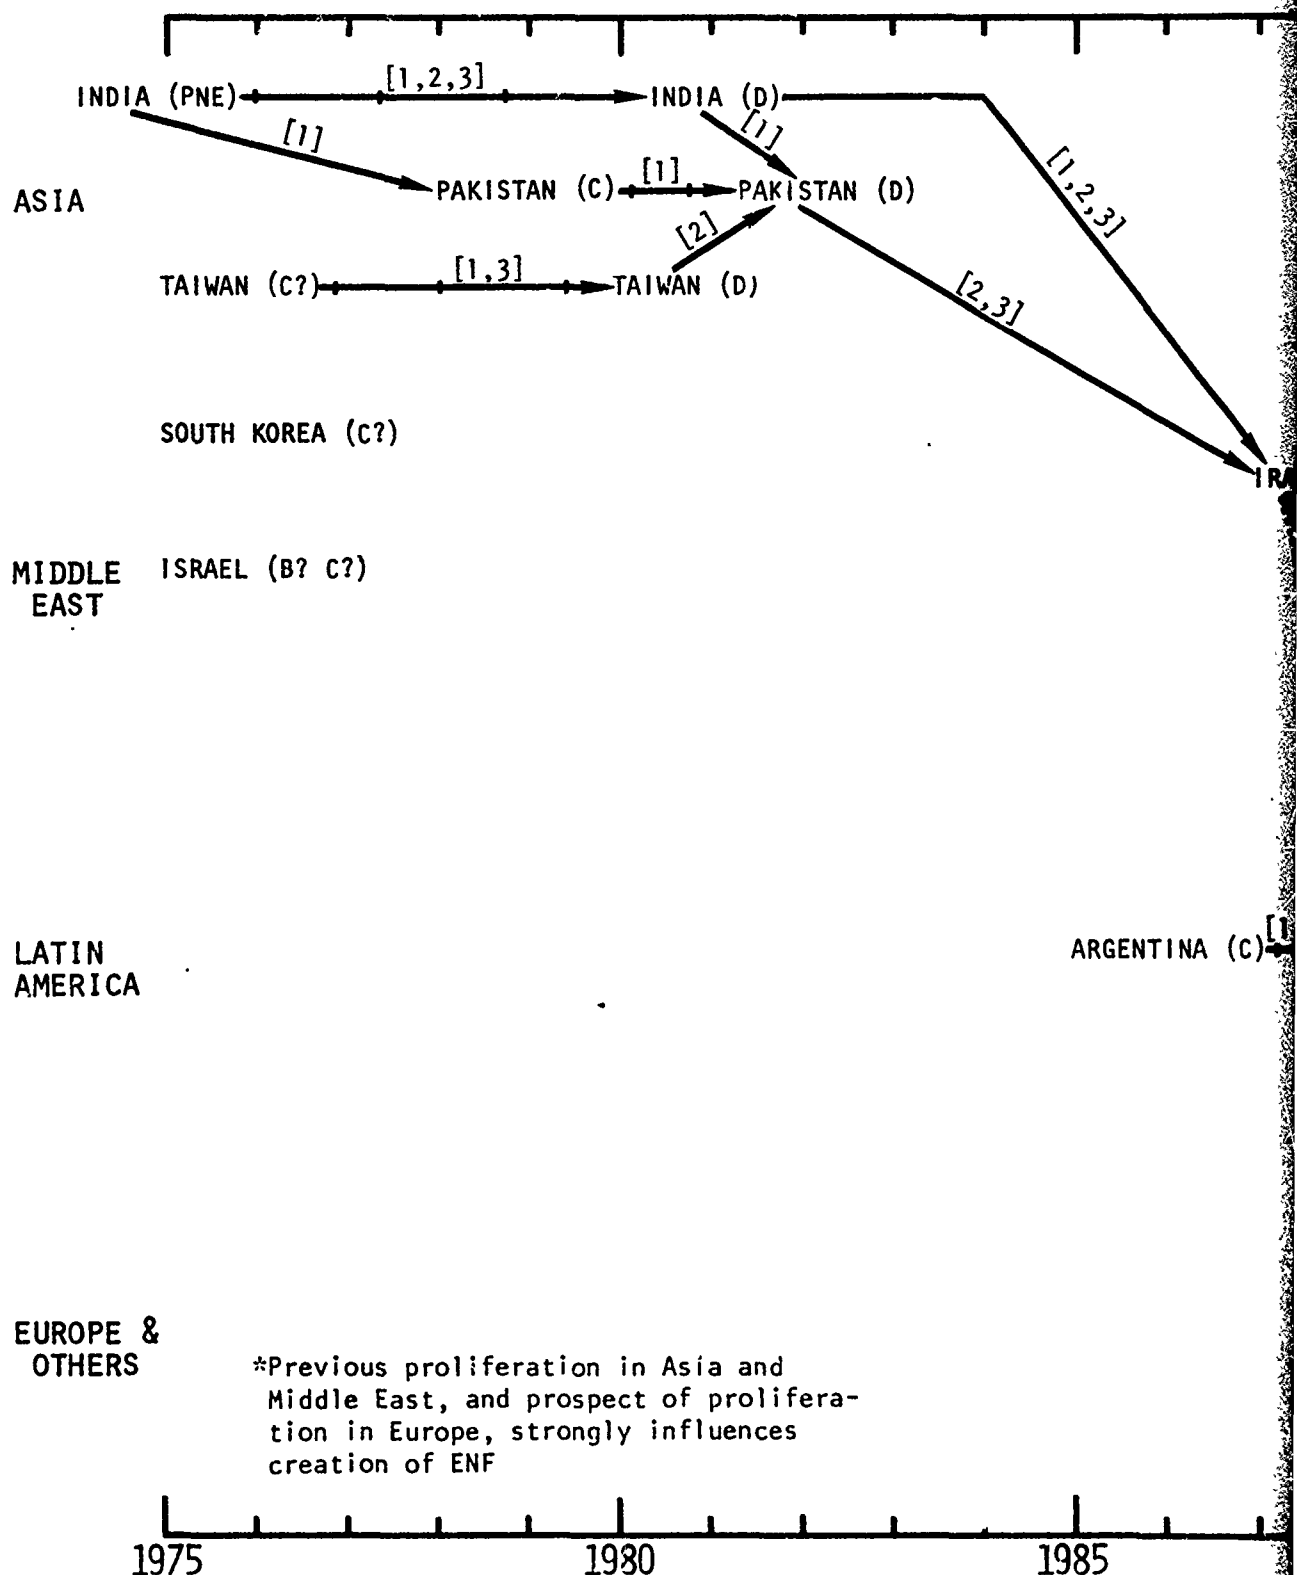 [1,2,3]
INDIA (PNE) INDIA (D)
[1]
[1]
[1,2,3]
[1]
PAKISTAN (C) PAKISTAN (D)
ASIA
[2]
[1,3]
TAIWAN (C?) TAIWAN (D)
[2,3]
SOUTH KOREA (C?)
ISRAEL (B? C?)
MIDDLE
EAST
ARGENTINA (C)
LATIN
AMERICA
EUROPE &
OTHERS
*Previous proliferation in Asia and
Middle East, and prospect of prolifera-
tion in Europe, strongly influences
creation of ENF
1975 1980 1985